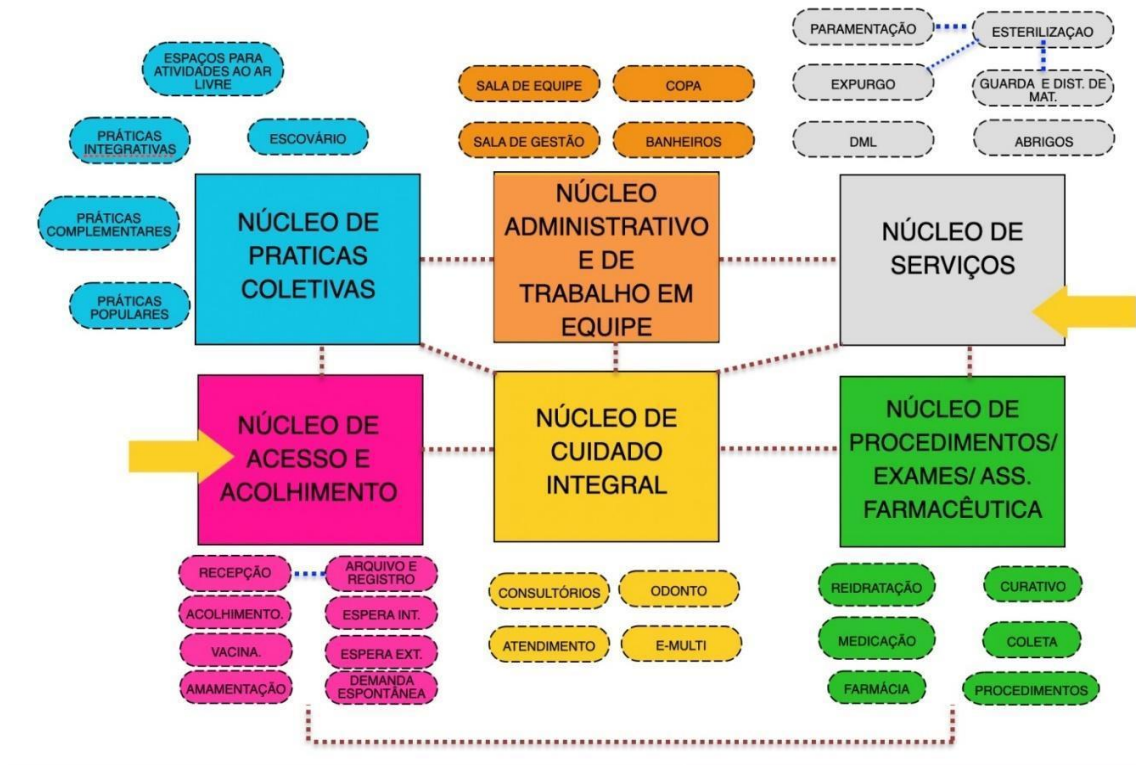 ESPAÇOS PARA
ATIVIDADES AO AR
LIVRE
PRÁTICAS
INTEGRATIVAS
ESCOVÁRIO
PRÁTICAS
COMPLEMENTARES
PRÁTICAS
POPULARES
NÚCLEO DE
PRATICAS
COLETIVAS
SALA DE EQUIPE
COPA
SALA DE GESTÃO
BANHEIROS
NÚCLEO
ADMINISTRATIVO
E DE
TRABALHO EM
EQUIPE
PARAMENTAÇÃO
ESTERILIZAÇAO
EXPURGO
GUARDA E DIST. DE
MAT.
DML
ABRIGOS
NÚCLEO DE
SERVIÇOS
NÚCLEO DE
ACESSO E
ACOLHIMENTO
RECEPÇÃO
ARQUIVO E
REGISTRO
ACOLHIMENTO.
ESPERA INT.
VACINA.
ESPERA EXT.
AMAMENTAÇÃO
DEMANDA
ESPONTÂNEA
NÚCLEO DE
CUIDADO
INTEGRAL
CONSULTÓRIOS
ODONTO
ATENDIMENTO
E-MULTI
NÚCLEO DE
PROCEDIMENTOS/
EXAMES/ ASS.
FARMACÊUTICA
REIDRATAÇÃO
CURATIVO
MEDICAÇÃO
COLETA
FARMÁCIA
PROCEDIMENTOS